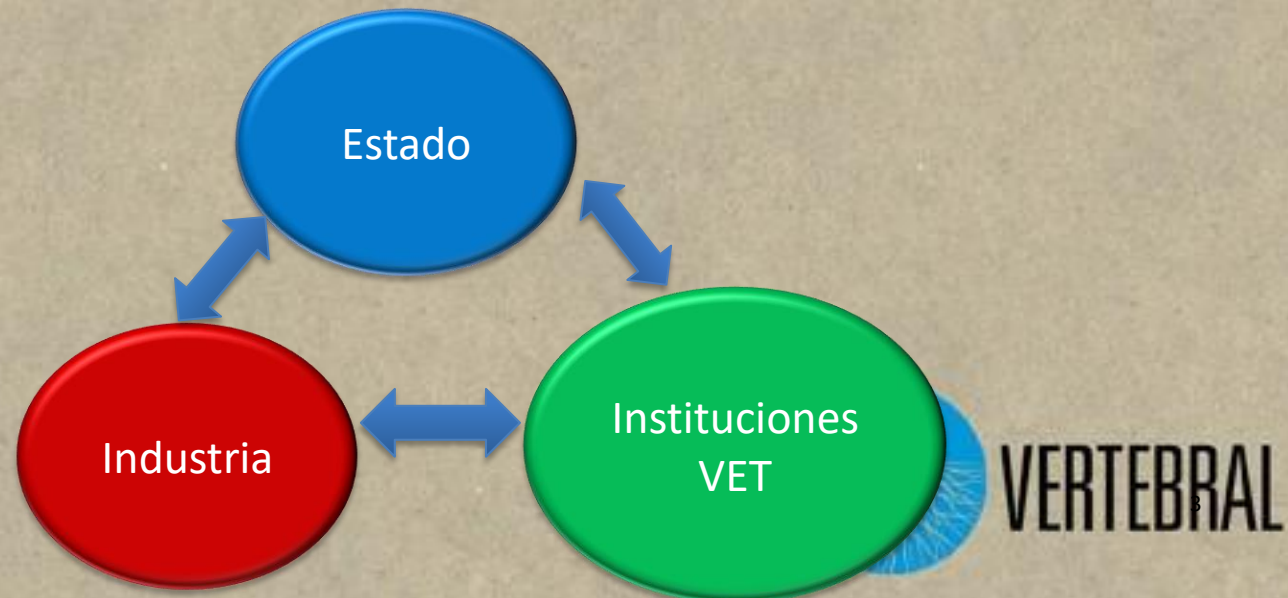 Estado
Industria
Instituciones
VET
VERTEBRAL
3